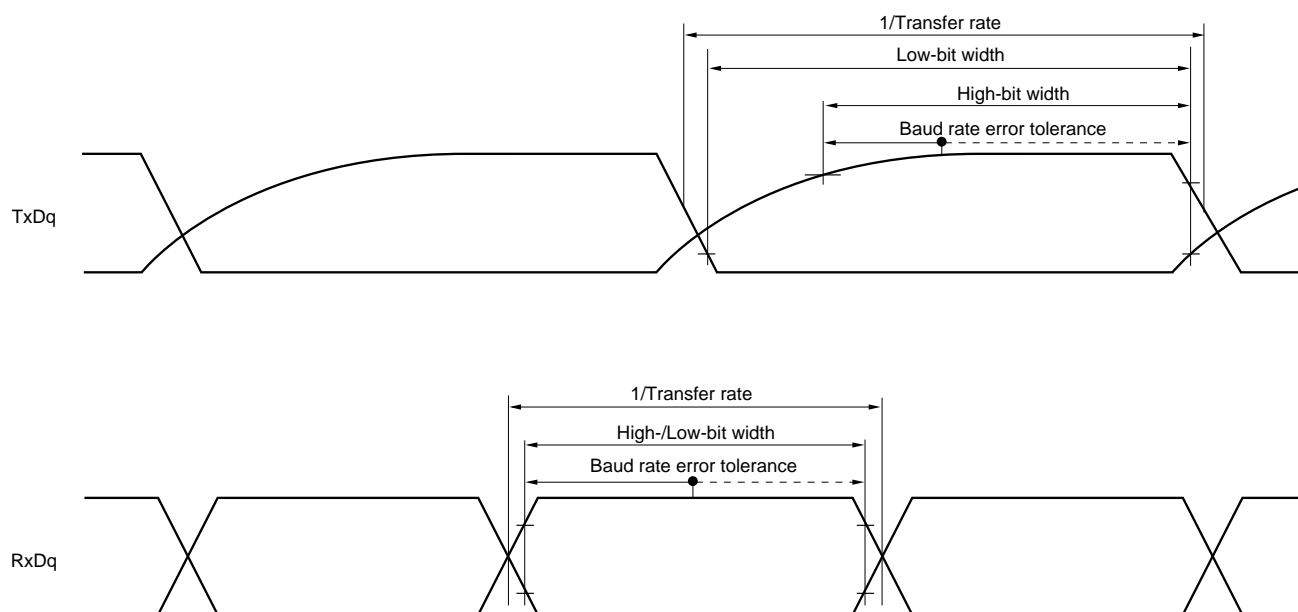 1/Transfer rate
Low-bit width
High-bit width
Baud rate error tolerance
TxDq
1/Transfer rate
High-/Low-bit width
Baud rate error tolerance
RxDq